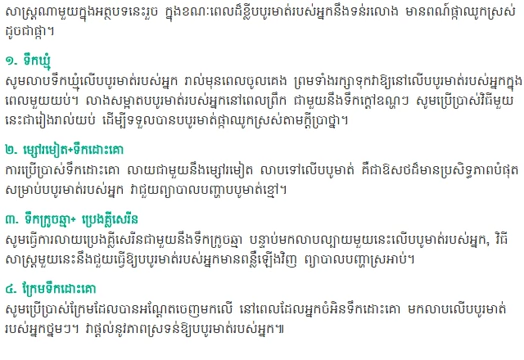 សាស្ត្រណាមួយក្នុងអត្ថបទនេះរួច ក្នុងខណៈពេលដ៏ខ្លីបបូរមាត់របស់អ្នកនឹងទន់រលោង មានពណ៍ផ្កាឈូកស្រស់
ដូចជាផ្កា។
១. ទឹកឃ្មុំ
សូមលាបទឹកឃ្មុំលើបបូរមាត់របស់អ្នក រាល់មុនពេលចូលគេង ព្រមទាំងរក្សាទុកវាឱ្យនៅលើបបូរមាត់របស់អ្នកក្នុង
ពេលមួយយប់។ លាងសម្អាតបបូរមាត់របស់អ្នកនៅពេលព្រឹក ជាមួយនឹងទឹកក្តៅឧណ្ហៗ សូមប្រើប្រាស់វិធីមួយ
នេះជារៀងរាល់យប់ ដើម្បីទទួលបានបបូរមាត់ផ្កាឈូកស្រស់តាមក្តីប្រាថ្នា។
២. ម្សៅរមៀត+ទឹកដោះគោ
ការប្រើប្រាស់ទឹកដោះគោ លាយជាមួយនឹងម្សៅរមៀត លាបទៅលើបបូមាត់ គឺជាឱសថដ៏មានប្រសិទ្ធភាពបំផុត
សម្រាប់បបូរមាត់របស់អ្នក វាជួយព្យាបាលបញ្ហាបបូមាត់ខ្មៅ។
៣. ទឹកក្រូចឆ្មា+ ប្រេងគ្លីសេរីន
សូមធ្វើការលាយប្រេងគ្លីសេរីនជាមួយនឹងទឹកក្រូចឆ្មា បន្ទាប់មកលាបល្បាយមួយនេះលើបបូមាត់របស់អ្នក, វិធី
សាស្ត្រមួយនេះនឹងជួយធ្វើឱ្យបបូរមាត់របស់អ្នកមានពន្លឺឡើងវិញ ព្យាបាលបញ្ហាស្រអាប់។
៤. ក្រែមទឹកដោះគោ
សូមប្រើប្រាស់ក្រែមដែលបានអណ្តែតចេញមកលើ នៅពេលដែលអ្នកចំអិនទឹកដោះគោ មកលាបលើបបូរមាត់
របស់អ្នកថ្នមៗ។ វាផ្តល់នូវភាពស្រទន់ឱ្យបបូរមាត់របស់អ្នក៕